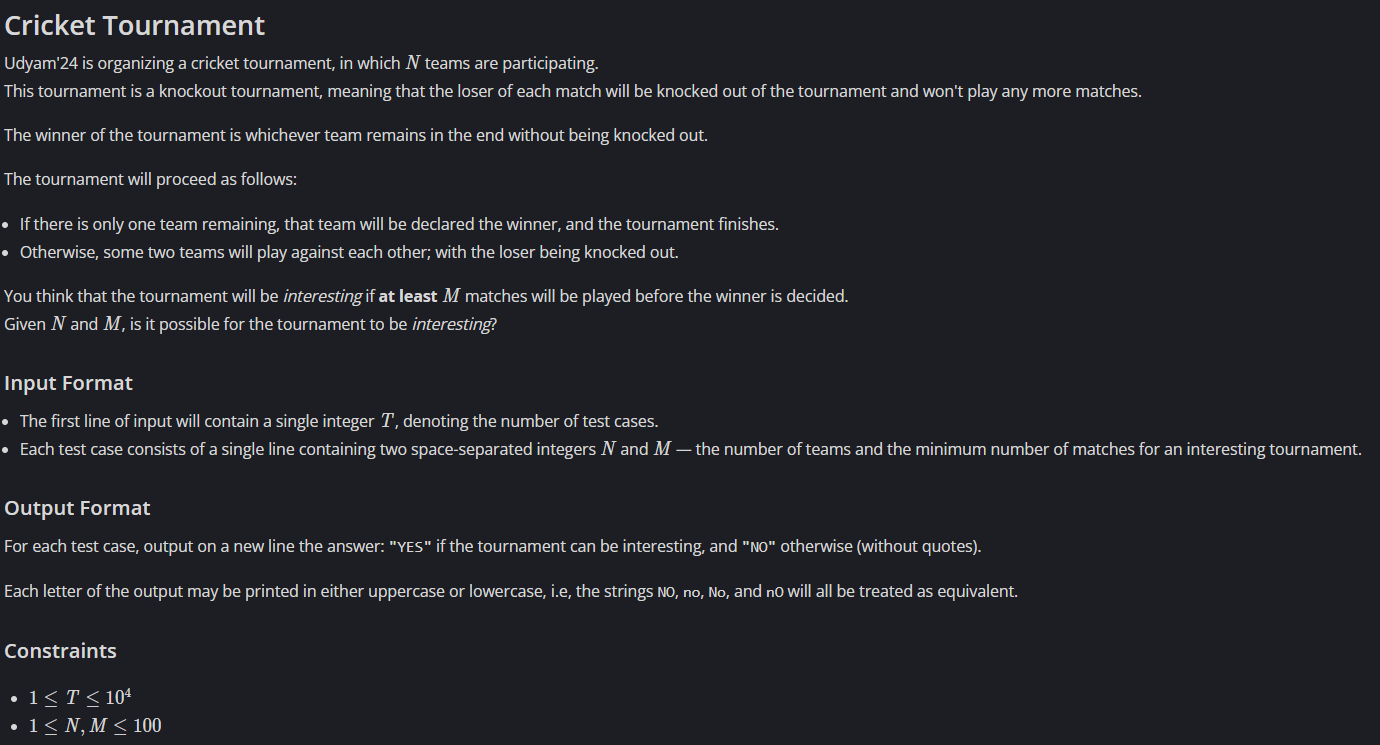 Cricket Tournament
Udyam'24 is organizing a cricket tournament, in which N teams are participating.
This tournament is a knockout tournament, meaning that the loser of each match will be knocked out of the tournament and won't play any more matches.
The winner of the tournament is whichever team remains in the end without being knocked out.
The tournament will proceed as follows:
• If there is only one team remaining, that team will be declared the winner, and the tournament finishes.
• Otherwise, some two teams will play against each other; with the loser being knocked out.
You think that the tournament will be interesting if at least M matches will be played before the winner is decided.
Given N and M, is it possible for the tournament to be interesting?
Input Format
• The first line of input will contain a single integer T, denoting the number of test cases.
• Each test case consists of a single line containing two space-separated integers N and M — the number of teams and the minimum number of matches for an interesting tournament.
Output Format
For each test case, output on a new line the answer: "YES" if the tournament can be interesting, and "NO" otherwise (without quotes).
Each letter of the output may be printed in either uppercase or lowercase, i.e, the strings NO, no, No, and nO will all be treated as equivalent.
Constraints
• 1 ≤ T ≤ 10⁴
• 1 ≤ N, M ≤ 100